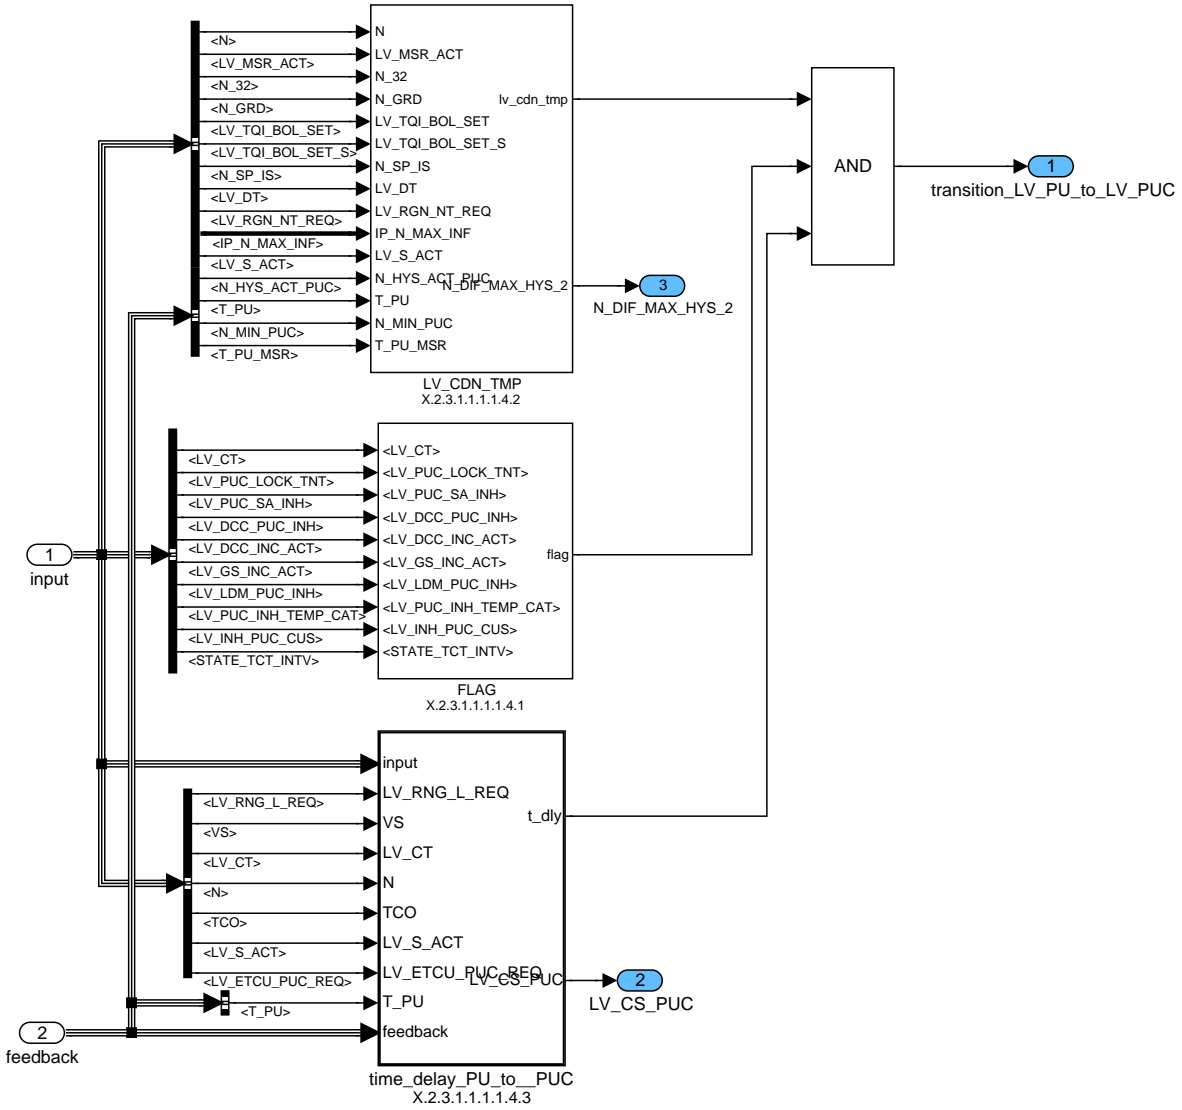 <N>
<LV_MSR_ACT>
<N_32>
<N_GRD>
<LV_TQI_BOL_SET>
<LV_TQI_BOL_SET_S>
<N_SP_IS>
<LV_DT>
<LV_RGN_NT_REQ>
<IP_N_MAX_INF>
<LV_S_ACT>
<N_HYS_ACT_PUC>
<T_PU>
<N_MIN_PUC>
<T_PU_MSR>
N
LV_MSR_ACT
N_32
N_GRD
LV_TQI_BOL_SET
LV_TQI_BOL_SET_S
N_SP_IS
LV_DT
LV_RGN_NT_REQ
IP_N_MAX_INF
LV_S_ACT
N_HYS_ACT_PUC
T_PU
N_MIN_PUC
T_PU_MSR
lv_cdn_tmp
N_DIF_MAX_HYS_2
LV_CDN_TMP
X.2.3.1.1.1.1.4.2
3
N_DIF_MAX_HYS_2
AND
1
transition_LV_PU_to_LV_PUC
1
input
<LV_CT>
<LV_PUC_LOCK_TNT>
<LV_PUC_SA_INH>
<LV_DCC_PUC_INH>
<LV_DCC_INC_ACT>
<LV_GS_INC_ACT>
<LV_LDM_PUC_INH>
<LV_PUC_INH_TEMP_CAT>
<LV_INH_PUC_CUS>
<STATE_TCT_INTV>
<LV_CT>
<LV_PUC_LOCK_TNT>
<LV_PUC_SA_INH>
<LV_DCC_PUC_INH>
<LV_DCC_INC_ACT>
<LV_GS_INC_ACT>
<LV_LDM_PUC_INH>
<LV_PUC_INH_TEMP_CAT>
<LV_INH_PUC_CUS>
<STATE_TCT_INTV>
flag
FLAG
X.2.3.1.1.1.1.4.1
<LV_RNG_L_REQ>
<VS>
<LV_CT>
<N>
<TCO>
<LV_S_ACT>
<LV_ETCU_PUC_REQ>
<T_PU>
input
LV_RNG_L_REQ
VS
LV_CT
N
TCO
LV_S_ACT
LV_ETCU_PUC_REQ
T_PU
feedback
t_dly
LV_CS_PUC
time_delay_PU_to__PUC
X.2.3.1.1.1.1.4.3
2
LV_CS_PUC
2
feedback